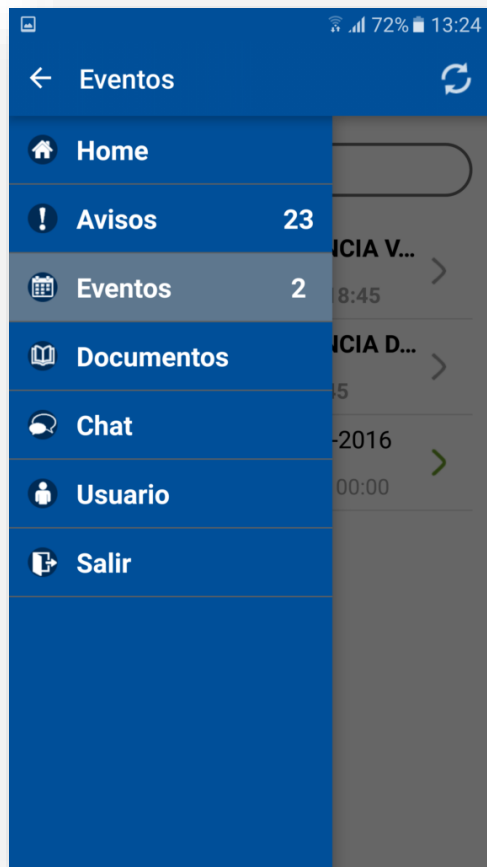 72% 13:24
Eventos
Home
Avisos 23
NCIA V...
Eventos 2
8:45
Documentos
NCIA D...
45
Chat
-2016
Usuario
00:00
Salir